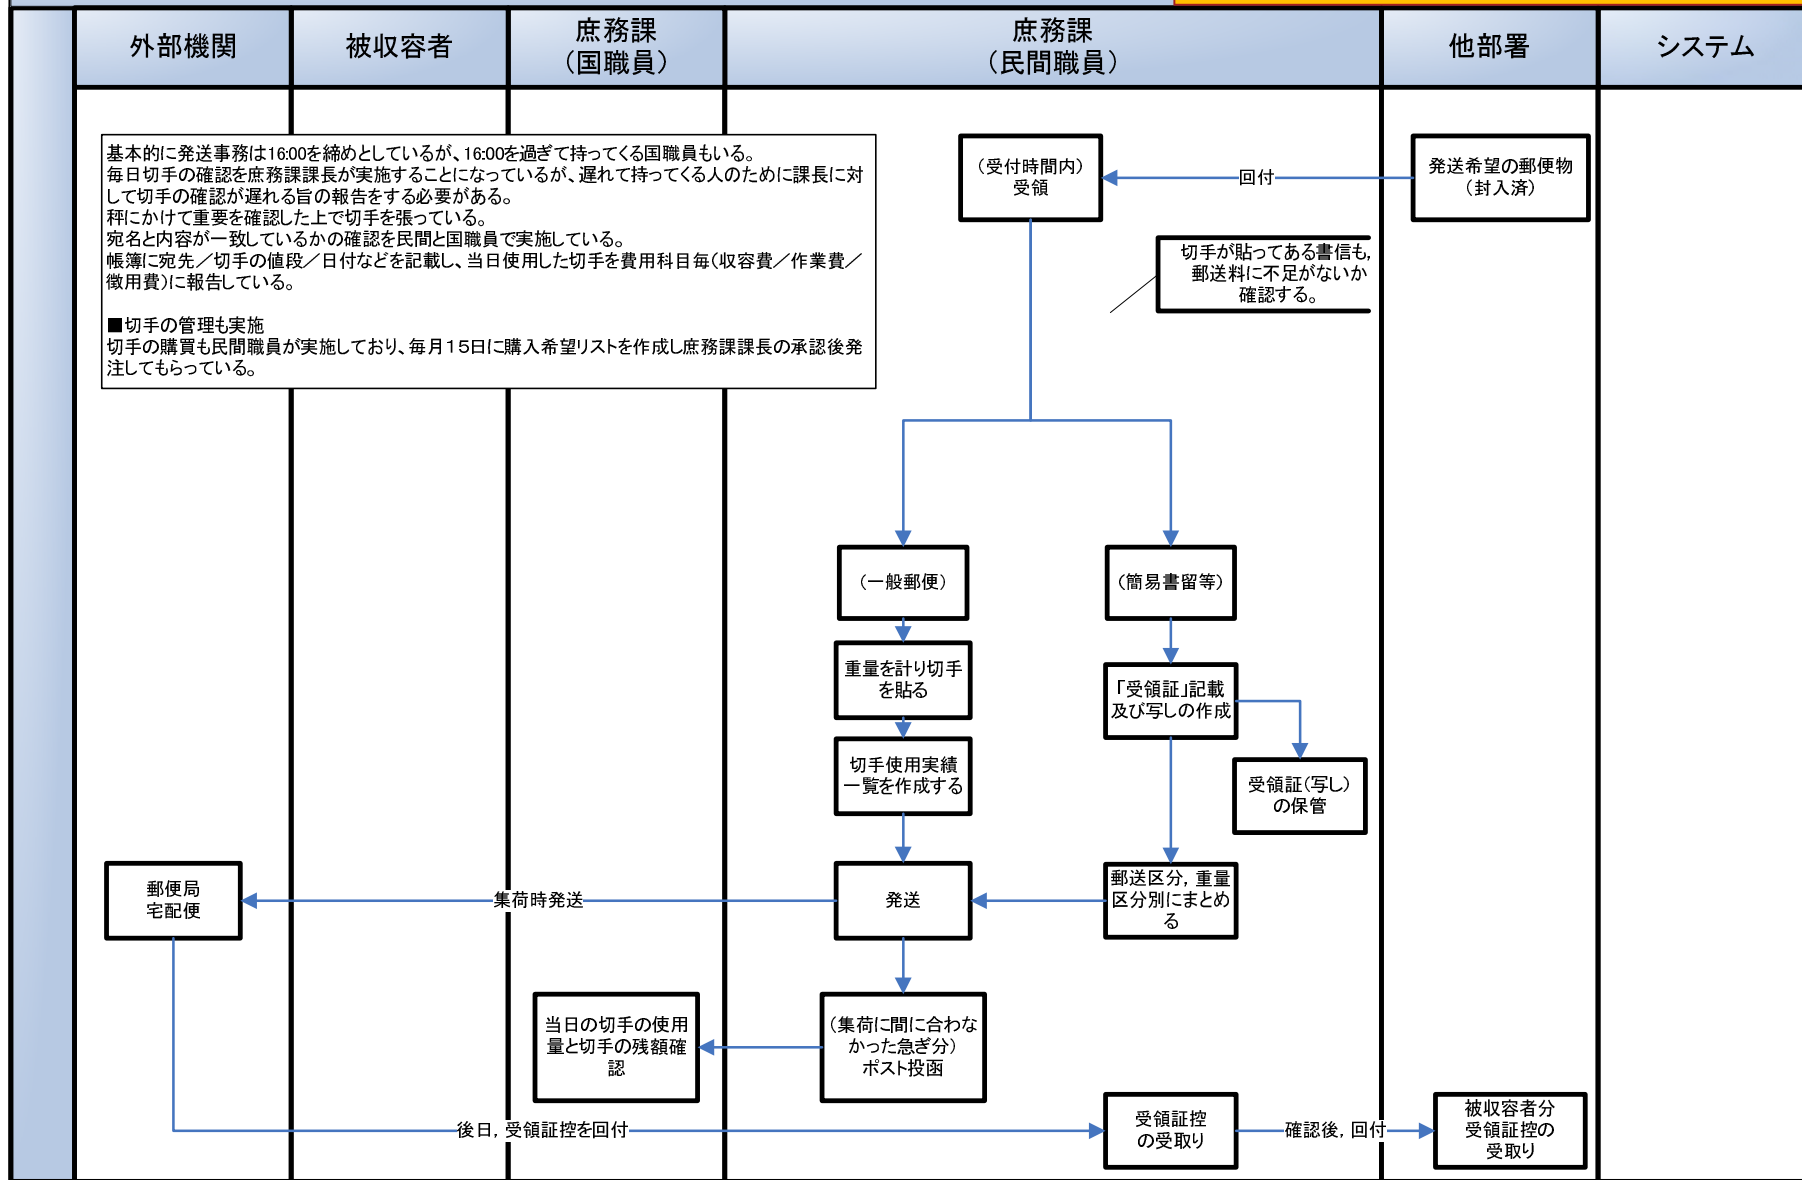 外部機関
被収容者
庶務課
（国職員）
庶務課
（民間職員）
他部署
システム
基本的に発送事務は16:00を締めとしているが、16:00を過ぎて持ってくる国職員もいる。
毎日切手の確認を庶務課課長が実施することになっているが、遅れて持ってくる人のために課長に対
して切手の確認が遅れる旨の報告をする必要がある。
秤にかけて重要を確認した上で切手を張っている。
宛名と内容が一致しているかの確認を民間と国職員で実施している。
帳簿に宛先／切手の値段／日付などを記載し、当日使用した切手を費用科目毎（収容費／作業費／
徴用費）に報告している。
■切手の管理も実施
切手の購買も民間職員が実施しており、毎月１５日に購入希望リストを作成し庶務課課長の承認後発
注してもらっている。
（受付時間内）
受領
回付
発送希望の郵便物
（封入済）
切手が貼ってある書信も，
郵送料に不足がないか
確認する。
（一般郵便）
（簡易書留等）
重量を計り切手
を貼る
「受領証」記載
及び写しの作成
切手使用実績
一覧を作成する
受領証（写し）
の保管
郵便局
宅配便
集荷時発送
発送
郵送区分，重量
区分別にまとめ
る
当日の切手の使用
量と切手の残額確
認
（集荷に間に合わな
かった急ぎ分）
ポスト投函
後日，受領証控を回付
受領証控
の受取り
確認後，回付
被収容者分
受領証控の
受取り